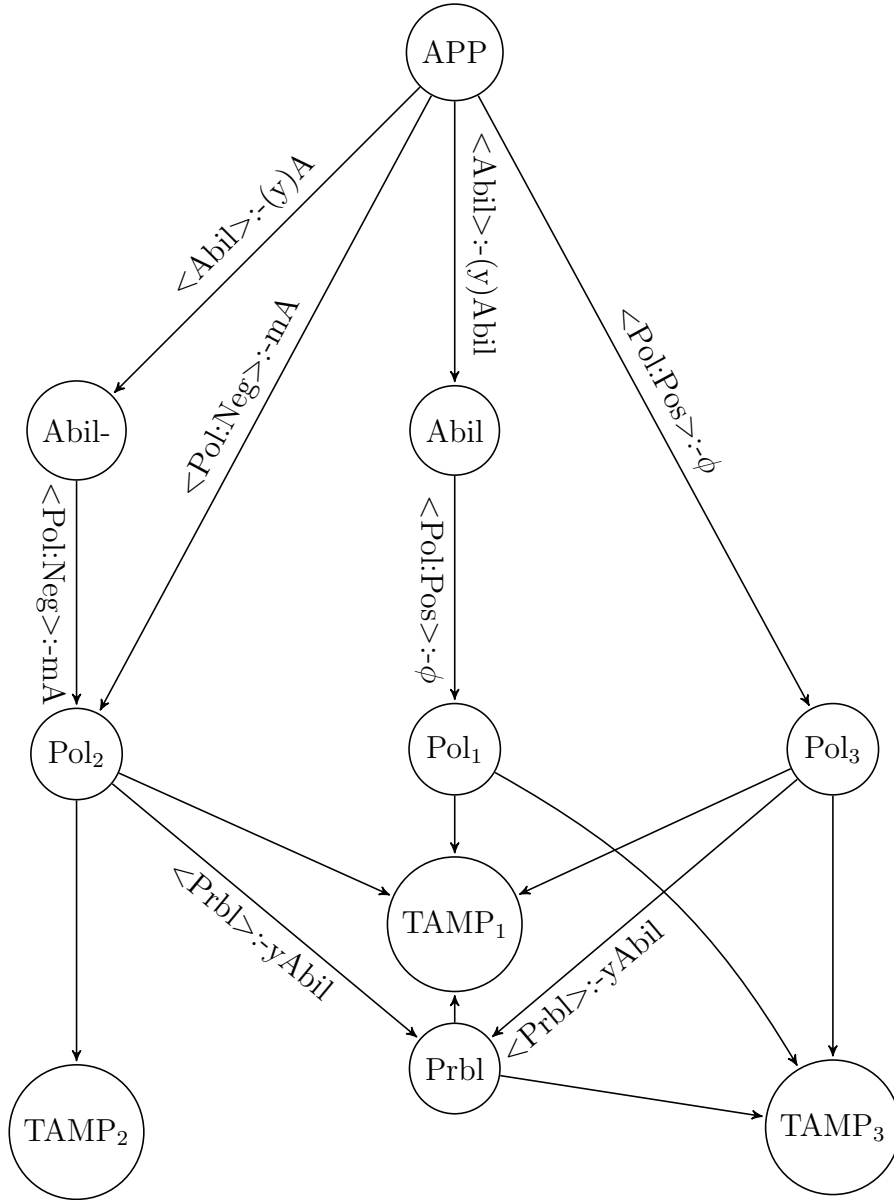 APP
<Abil>:-(y)A
<Pol:Neg>:-mA
<Abil>:-(y)Abil
<Pol:Pos>:-ϕ
Abil-
Abil
<Pol:Neg>:-mA
<Pol:Pos>:-ϕ
Pol₂
Pol₁
Pol₃
<Prbl>:-yAbil
TAMP₁
<Prbl>:-yAbil
Prbl
TAMP₂
TAMP₃